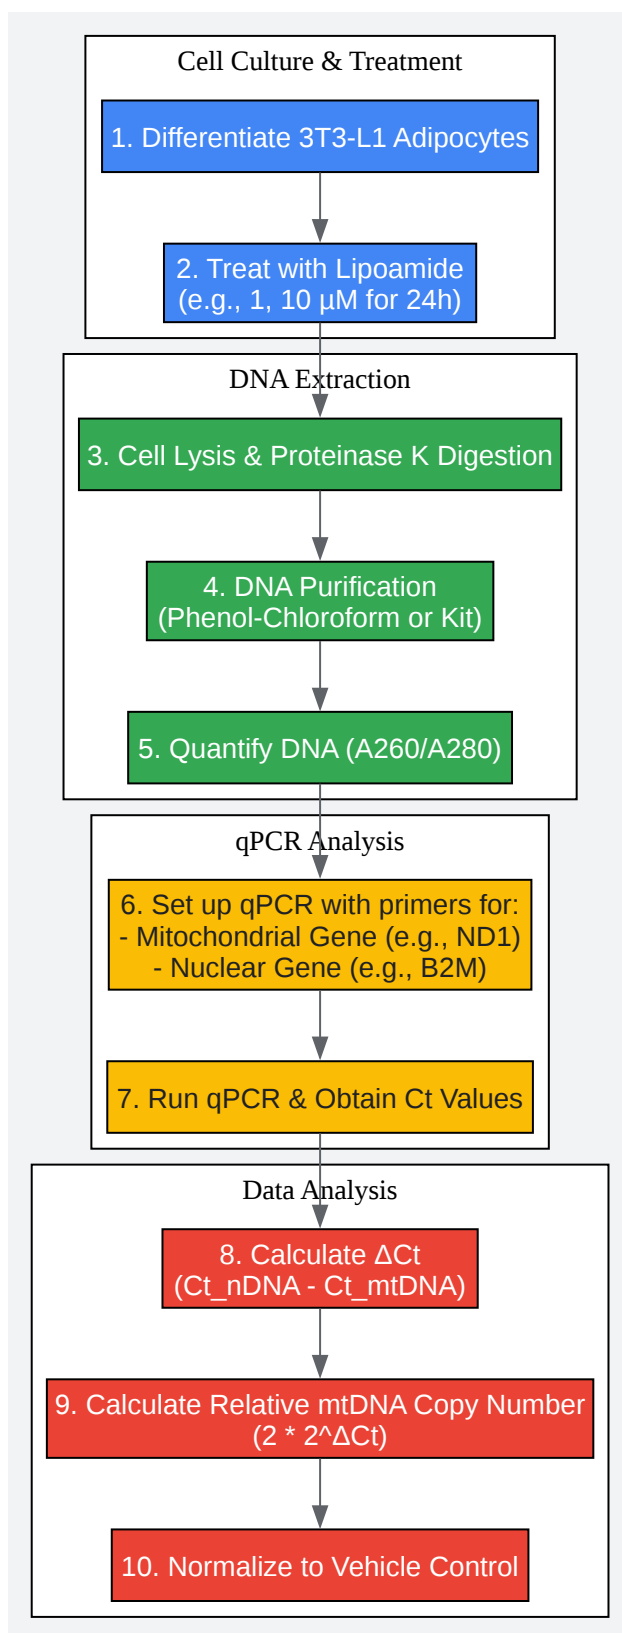 Cell Culture & Treatment
1. Differentiate 3T3-L1 Adipocytes
2. Treat with Lipoamide
(e.g., 1, 10 µM for 24h)
DNA Extraction
3. Cell Lysis & Proteinase K Digestion
4. DNA Purification
(Phenol-Chloroform or Kit)
5. Quantify DNA (A260/A280)
qPCR Analysis
6. Set up qPCR with primers for:
- Mitochondrial Gene (e.g., ND1)
- Nuclear Gene (e.g., B2M)
7. Run qPCR & Obtain Ct Values
Data Analysis
8. Calculate ΔCt
(Ct_nDNA - Ct_mtDNA)
9. Calculate Relative mtDNA Copy Number
(2 * 2^ΔCt)
10. Normalize to Vehicle Control